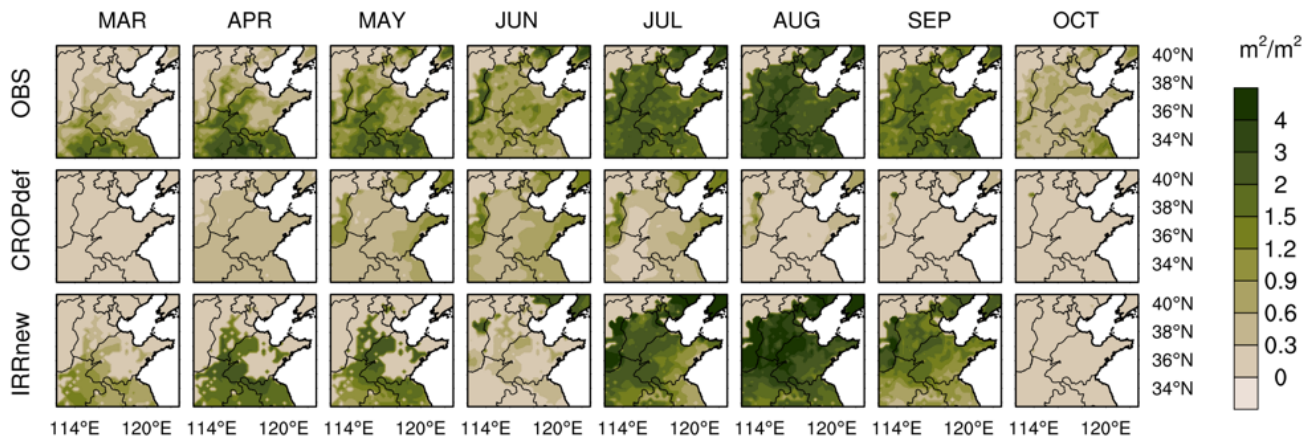 MAR APR MAY JUN JUL AUG SEP OCT
m²/m²
OBS
40°N
38°N
36°N
34°N
CROPdef
40°N
38°N
36°N
34°N
IRRnew
40°N
38°N
36°N
34°N
4
3
2
1.5
1.2
0.9
0.6
0.3
0
114°E 120°E 114°E 120°E 114°E 120°E 114°E 120°E 114°E 120°E 114°E 120°E 114°E 120°E 114°E 120°E